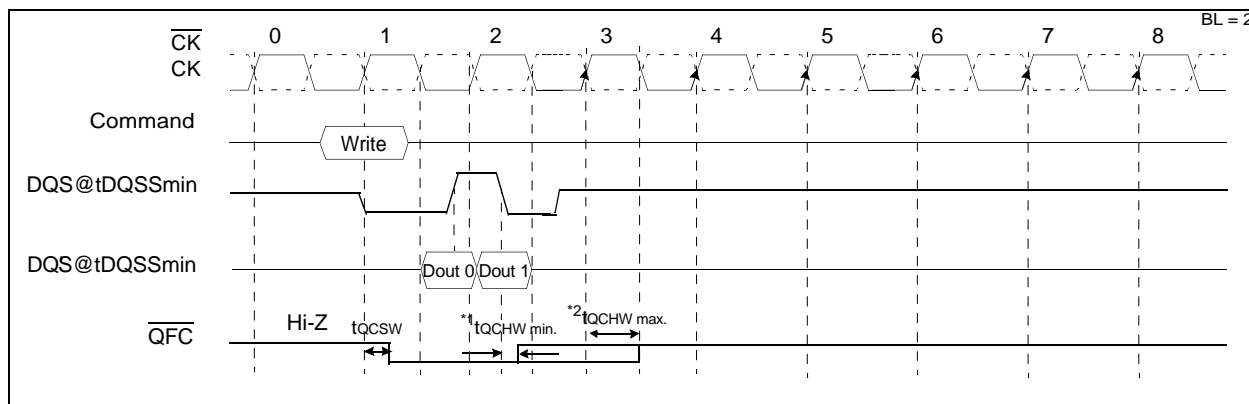 BL = 2
0 1 2 3 4 5 6 7 8
CK
CK
Command
Write
DQS@tDQSSmin
DQS@tDQSSmin
Dout 0 Dout 1
Hi-Z
tQCSW
*1tQCHW min.
*2tQCHW max.
QFC